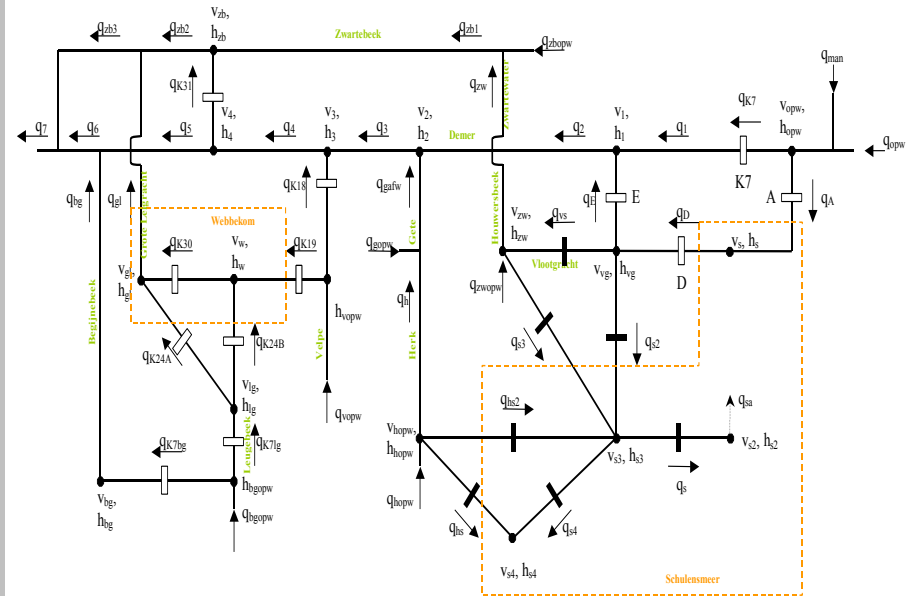 v_zb,
h_zb
q_zb3
q_zb2
Zwartebeek
q_zb1
q_zbopw
q_man
q_K31
q_zw
Zwartewater
q_K7
v_opw,
h_opw
v_4,
h_4
v_3,
h_3
v_2,
h_2
v_1,
h_1
q_7
q_6
q_5
q_4
q_3
Demer
q_2
q_1
q_opw
K7
q_bg
q_gl
Grote Leigracht
q_K18
q_gafw
Gete
Houwersbeek
q_E
E
A
q_A
Webbekom
v_zw,
h_zw
q_vs
q_D
q_K30
v_w,
h_w
q_K19
q_gopw
v_s, h_s
v_gl,
h_gl
Vlootgracht
v_vg, h_vg
D
q_zwopw
q_h
h_vopw
Begijnebeek
Velpe
Herk
q_K24A
q_K24B
q_s3
q_s2
v_lg,
h_lg
q_vopw
q_hs2
q_sa
q_K7bg
q_K7lg
Leugebeek
v_hopw,
h_hopw
v_s3, h_s3
v_s2, h_s2
q_s
h_bgopw
v_bg,
h_bg
q_bgopw
q_hopw
q_hs
q_s4
v_s4, h_s4
Schulensmeer